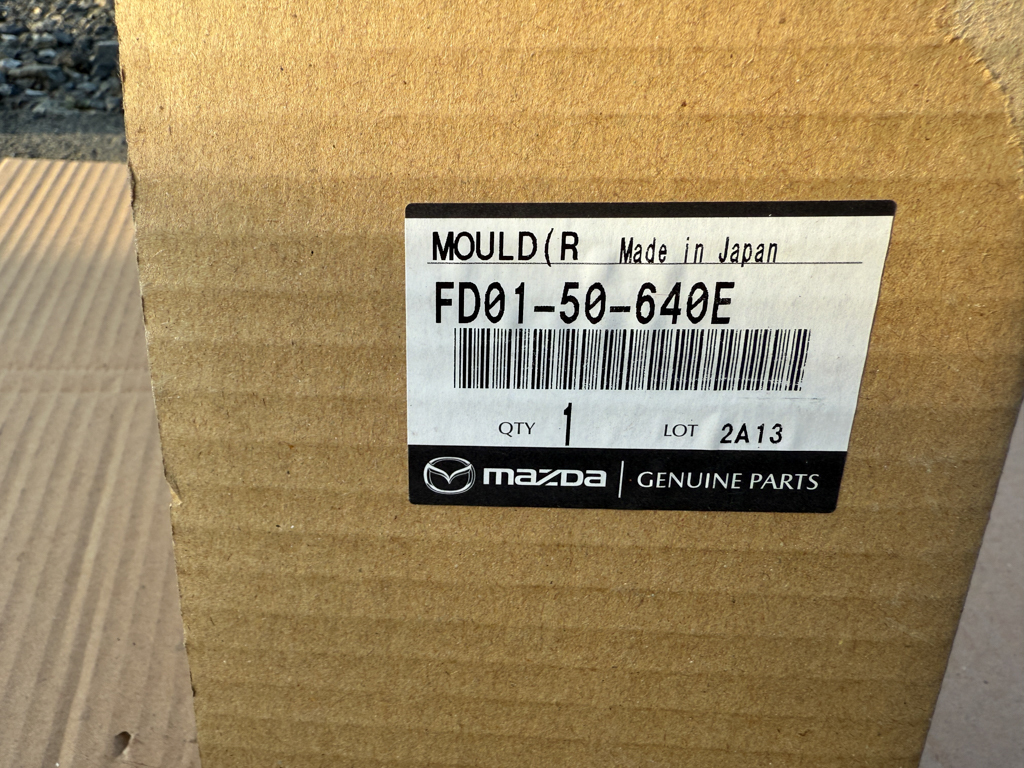 MOULD(R Made in Japan
FD01-50-640E
QTY 1 LOT 2A13
mazda GENUINE PARTS